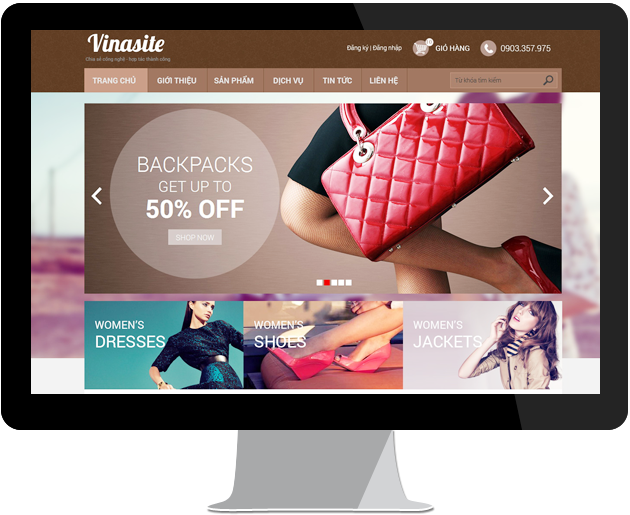 Vinasite
Chia sẻ công nghệ - hợp tác thành công
Đăng ký | Đăng nhập
GIỎ HÀNG
0903.357.975
TRANG CHỦ
GIỚI THIỆU
SẢN PHẨM
DỊCH VỤ
TIN TỨC
LIÊN HỆ
Từ khóa tìm kiếm
BACKPACKS
GET UP TO
50% OFF
SHOP NOW
WOMEN'S
DRESSES
WOMEN'S
SHOES
WOMEN'S
JACKETS